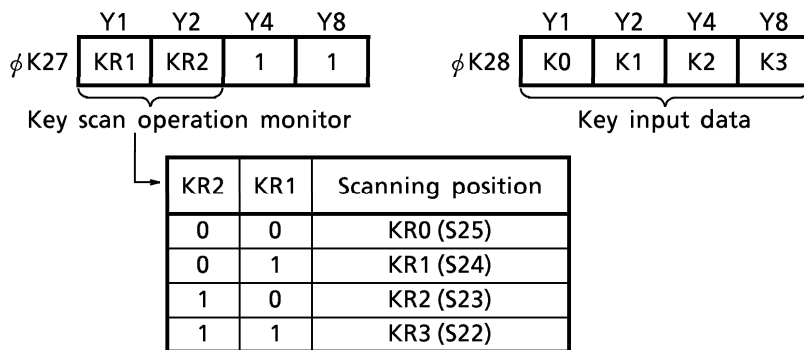 Y1 Y2 Y4 Y8 Y1 Y2 Y4 Y8
ϕK27 KR1 KR2 1 1 ϕK28 K0 K1 K2 K3
Key scan operation monitor Key input data
KR2 KR1 Scanning position
0 0 KR0 (S25)
0 1 KR1 (S24)
1 0 KR2 (S23)
1 1 KR3 (S22)